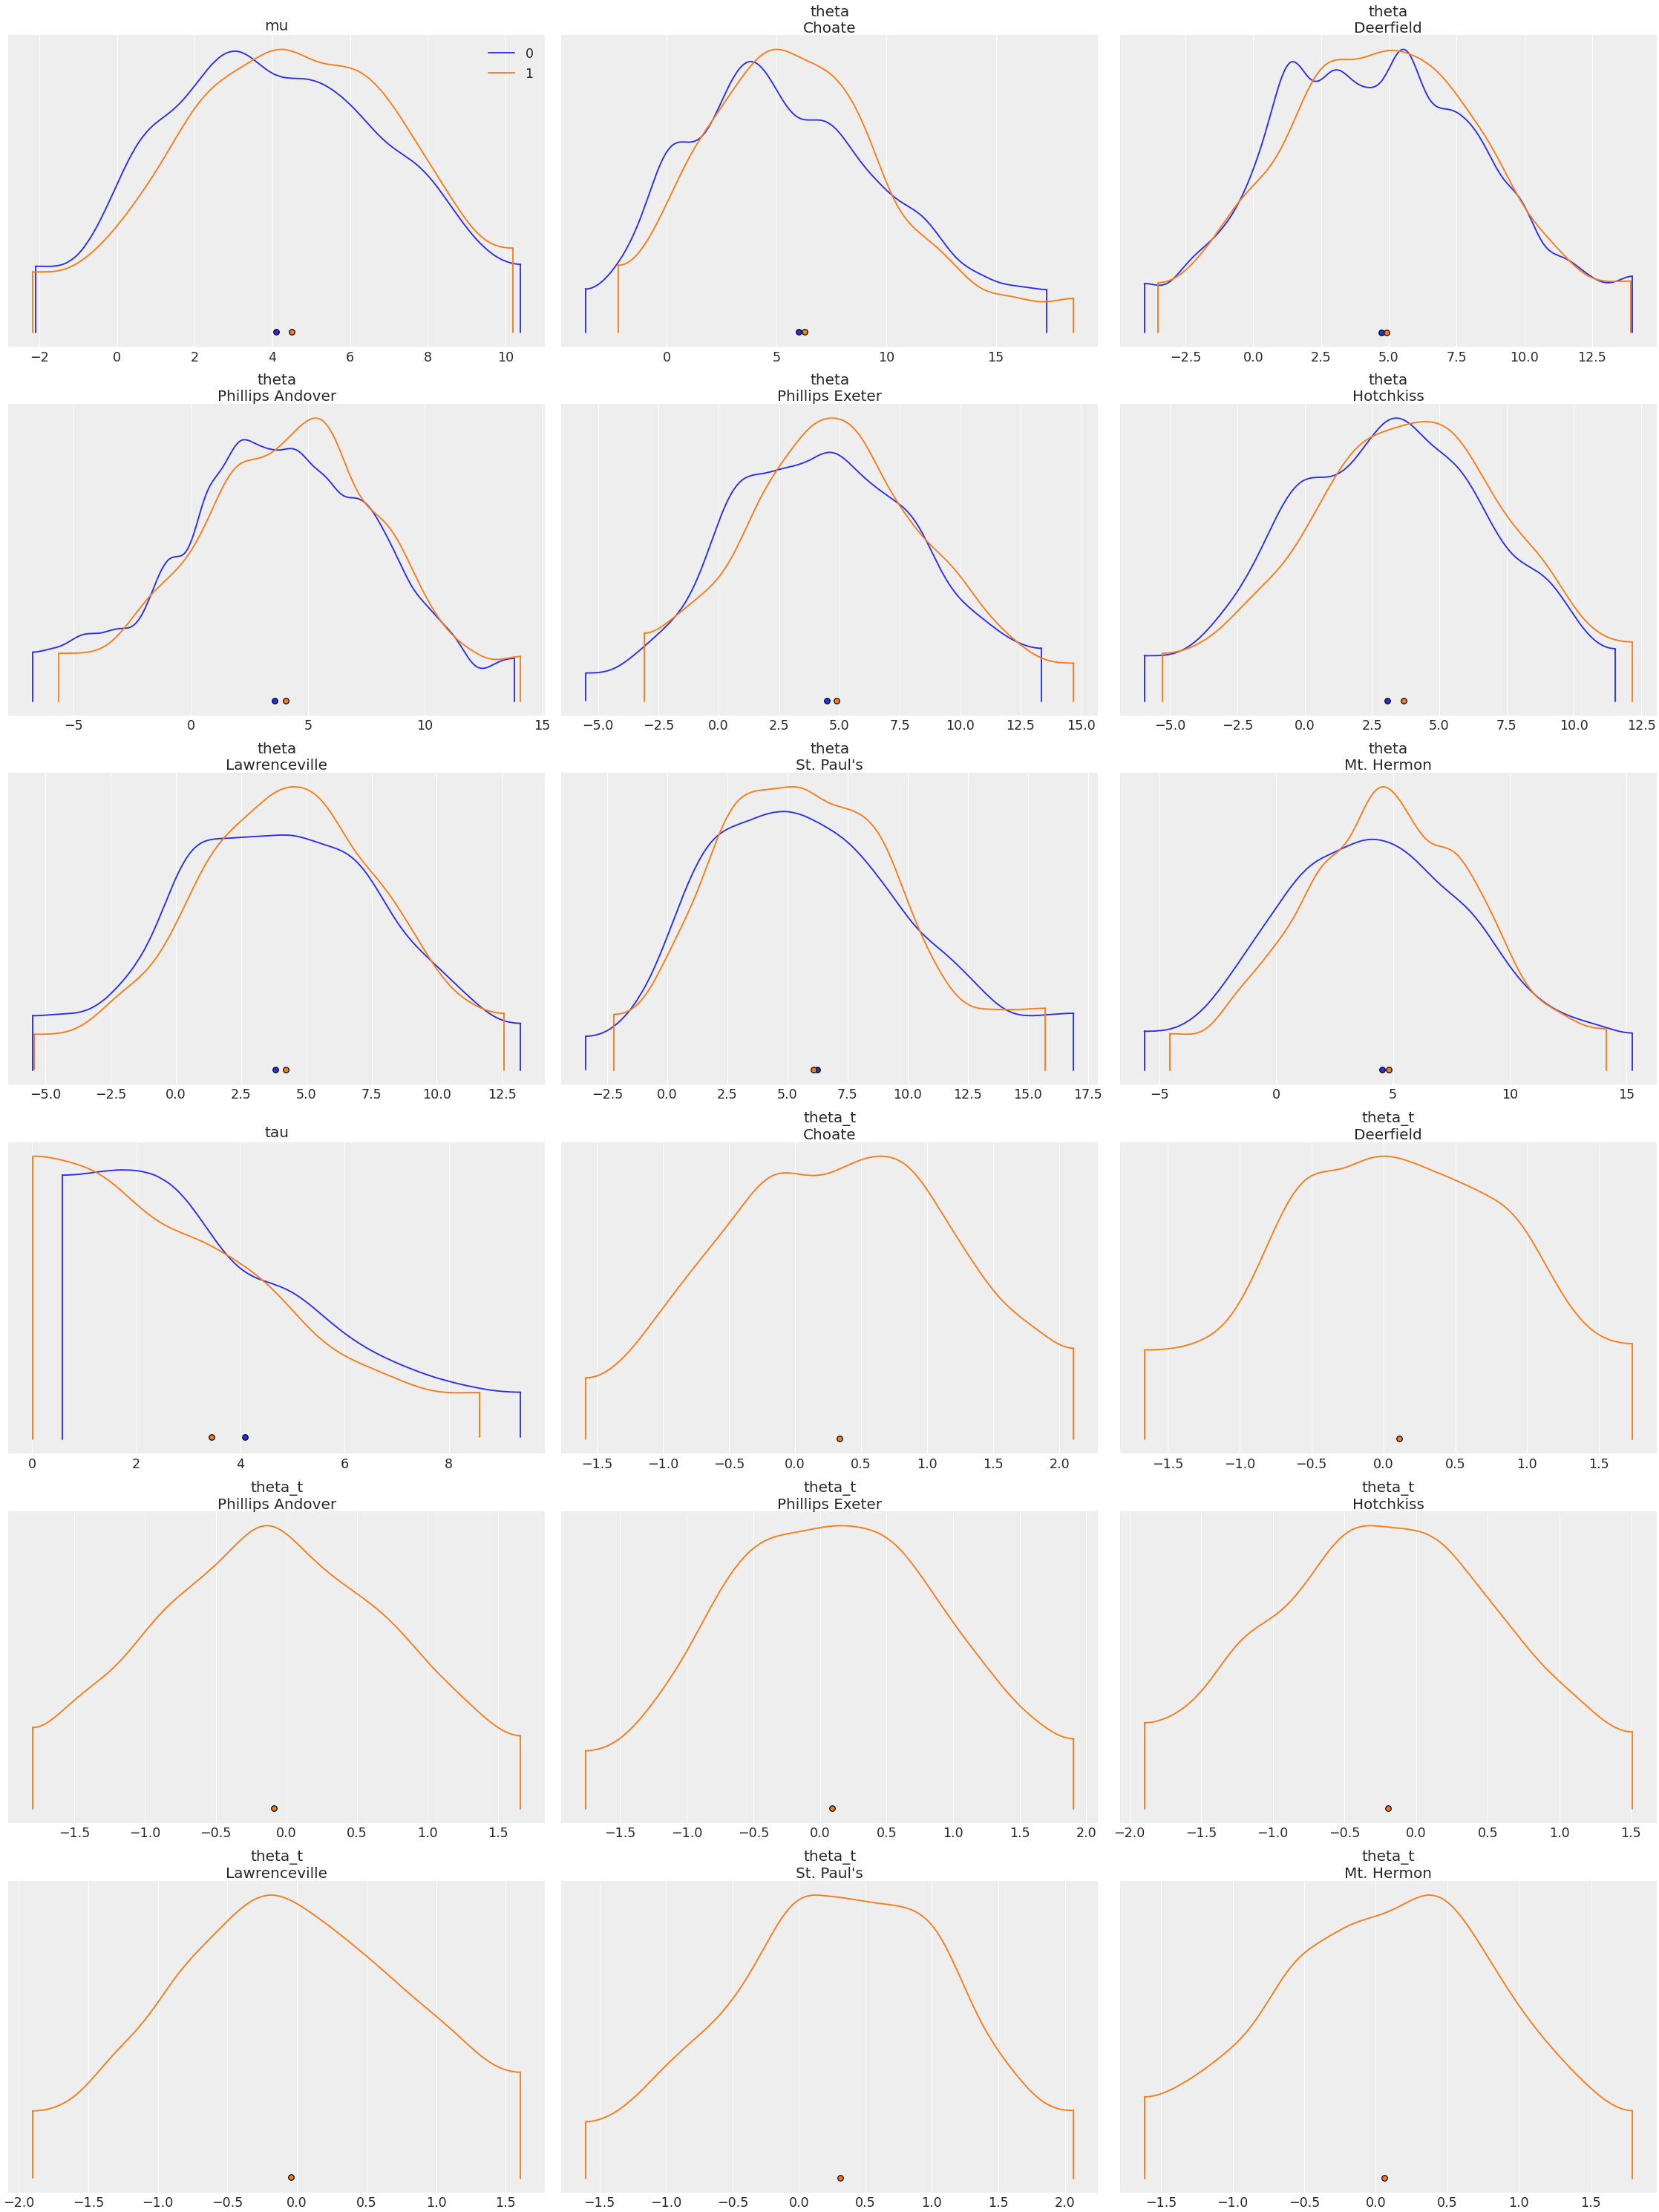 mu
0
1
−2 0 2 4 6 8 10
theta
Choate
0 5 10 15
theta
Deerfield
−2.5 0.0 2.5 5.0 7.5 10.0 12.5
theta
Phillips Andover
−5 0 5 10 15
theta
Phillips Exeter
−5.0 −2.5 0.0 2.5 5.0 7.5 10.0 12.5 15.0
theta
Hotchkiss
−5.0 −2.5 0.0 2.5 5.0 7.5 10.0 12.5
theta
Lawrenceville
−5.0 −2.5 0.0 2.5 5.0 7.5 10.0 12.5
theta
St. Paul's
−2.5 0.0 2.5 5.0 7.5 10.0 12.5 15.0 17.5
theta
Mt. Hermon
−5 0 5 10 15
tau
0 2 4 6 8
theta_t
Choate
−1.5 −1.0 −0.5 0.0 0.5 1.0 1.5 2.0
theta_t
Deerfield
−1.5 −1.0 −0.5 0.0 0.5 1.0 1.5
theta_t
Phillips Andover
−1.5 −1.0 −0.5 0.0 0.5 1.0 1.5
theta_t
Phillips Exeter
−1.5 −1.0 −0.5 0.0 0.5 1.0 1.5 2.0
theta_t
Hotchkiss
−2.0 −1.5 −1.0 −0.5 0.0 0.5 1.0 1.5
theta_t
Lawrenceville
−2.0 −1.5 −1.0 −0.5 0.0 0.5 1.0 1.5
theta_t
St. Paul's
−1.5 −1.0 −0.5 0.0 0.5 1.0 1.5 2.0
theta_t
Mt. Hermon
−1.5 −1.0 −0.5 0.0 0.5 1.0 1.5